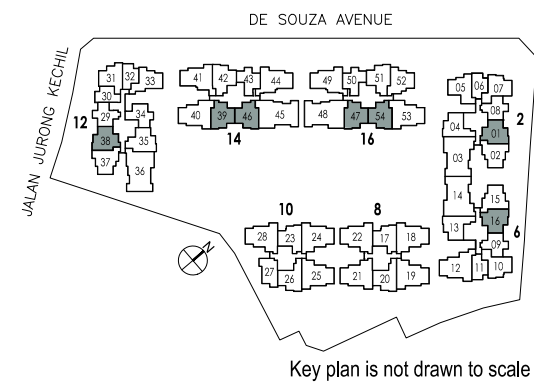 DE SOUZA AVENUE
JALAN JURONG KECHIL
31 32 33 41 42 43 44 49 50 51 52 05 06 07
30 08
12 29 34 40 39 46 45 48 47 54 53 04 01 2
38 35 14 16 03 02
37 36
14 15
10 8 16
28 23 24 22 17 18 13 09 6
27 26 25 21 20 19 12 11 10
N
Key plan is not drawn to scale